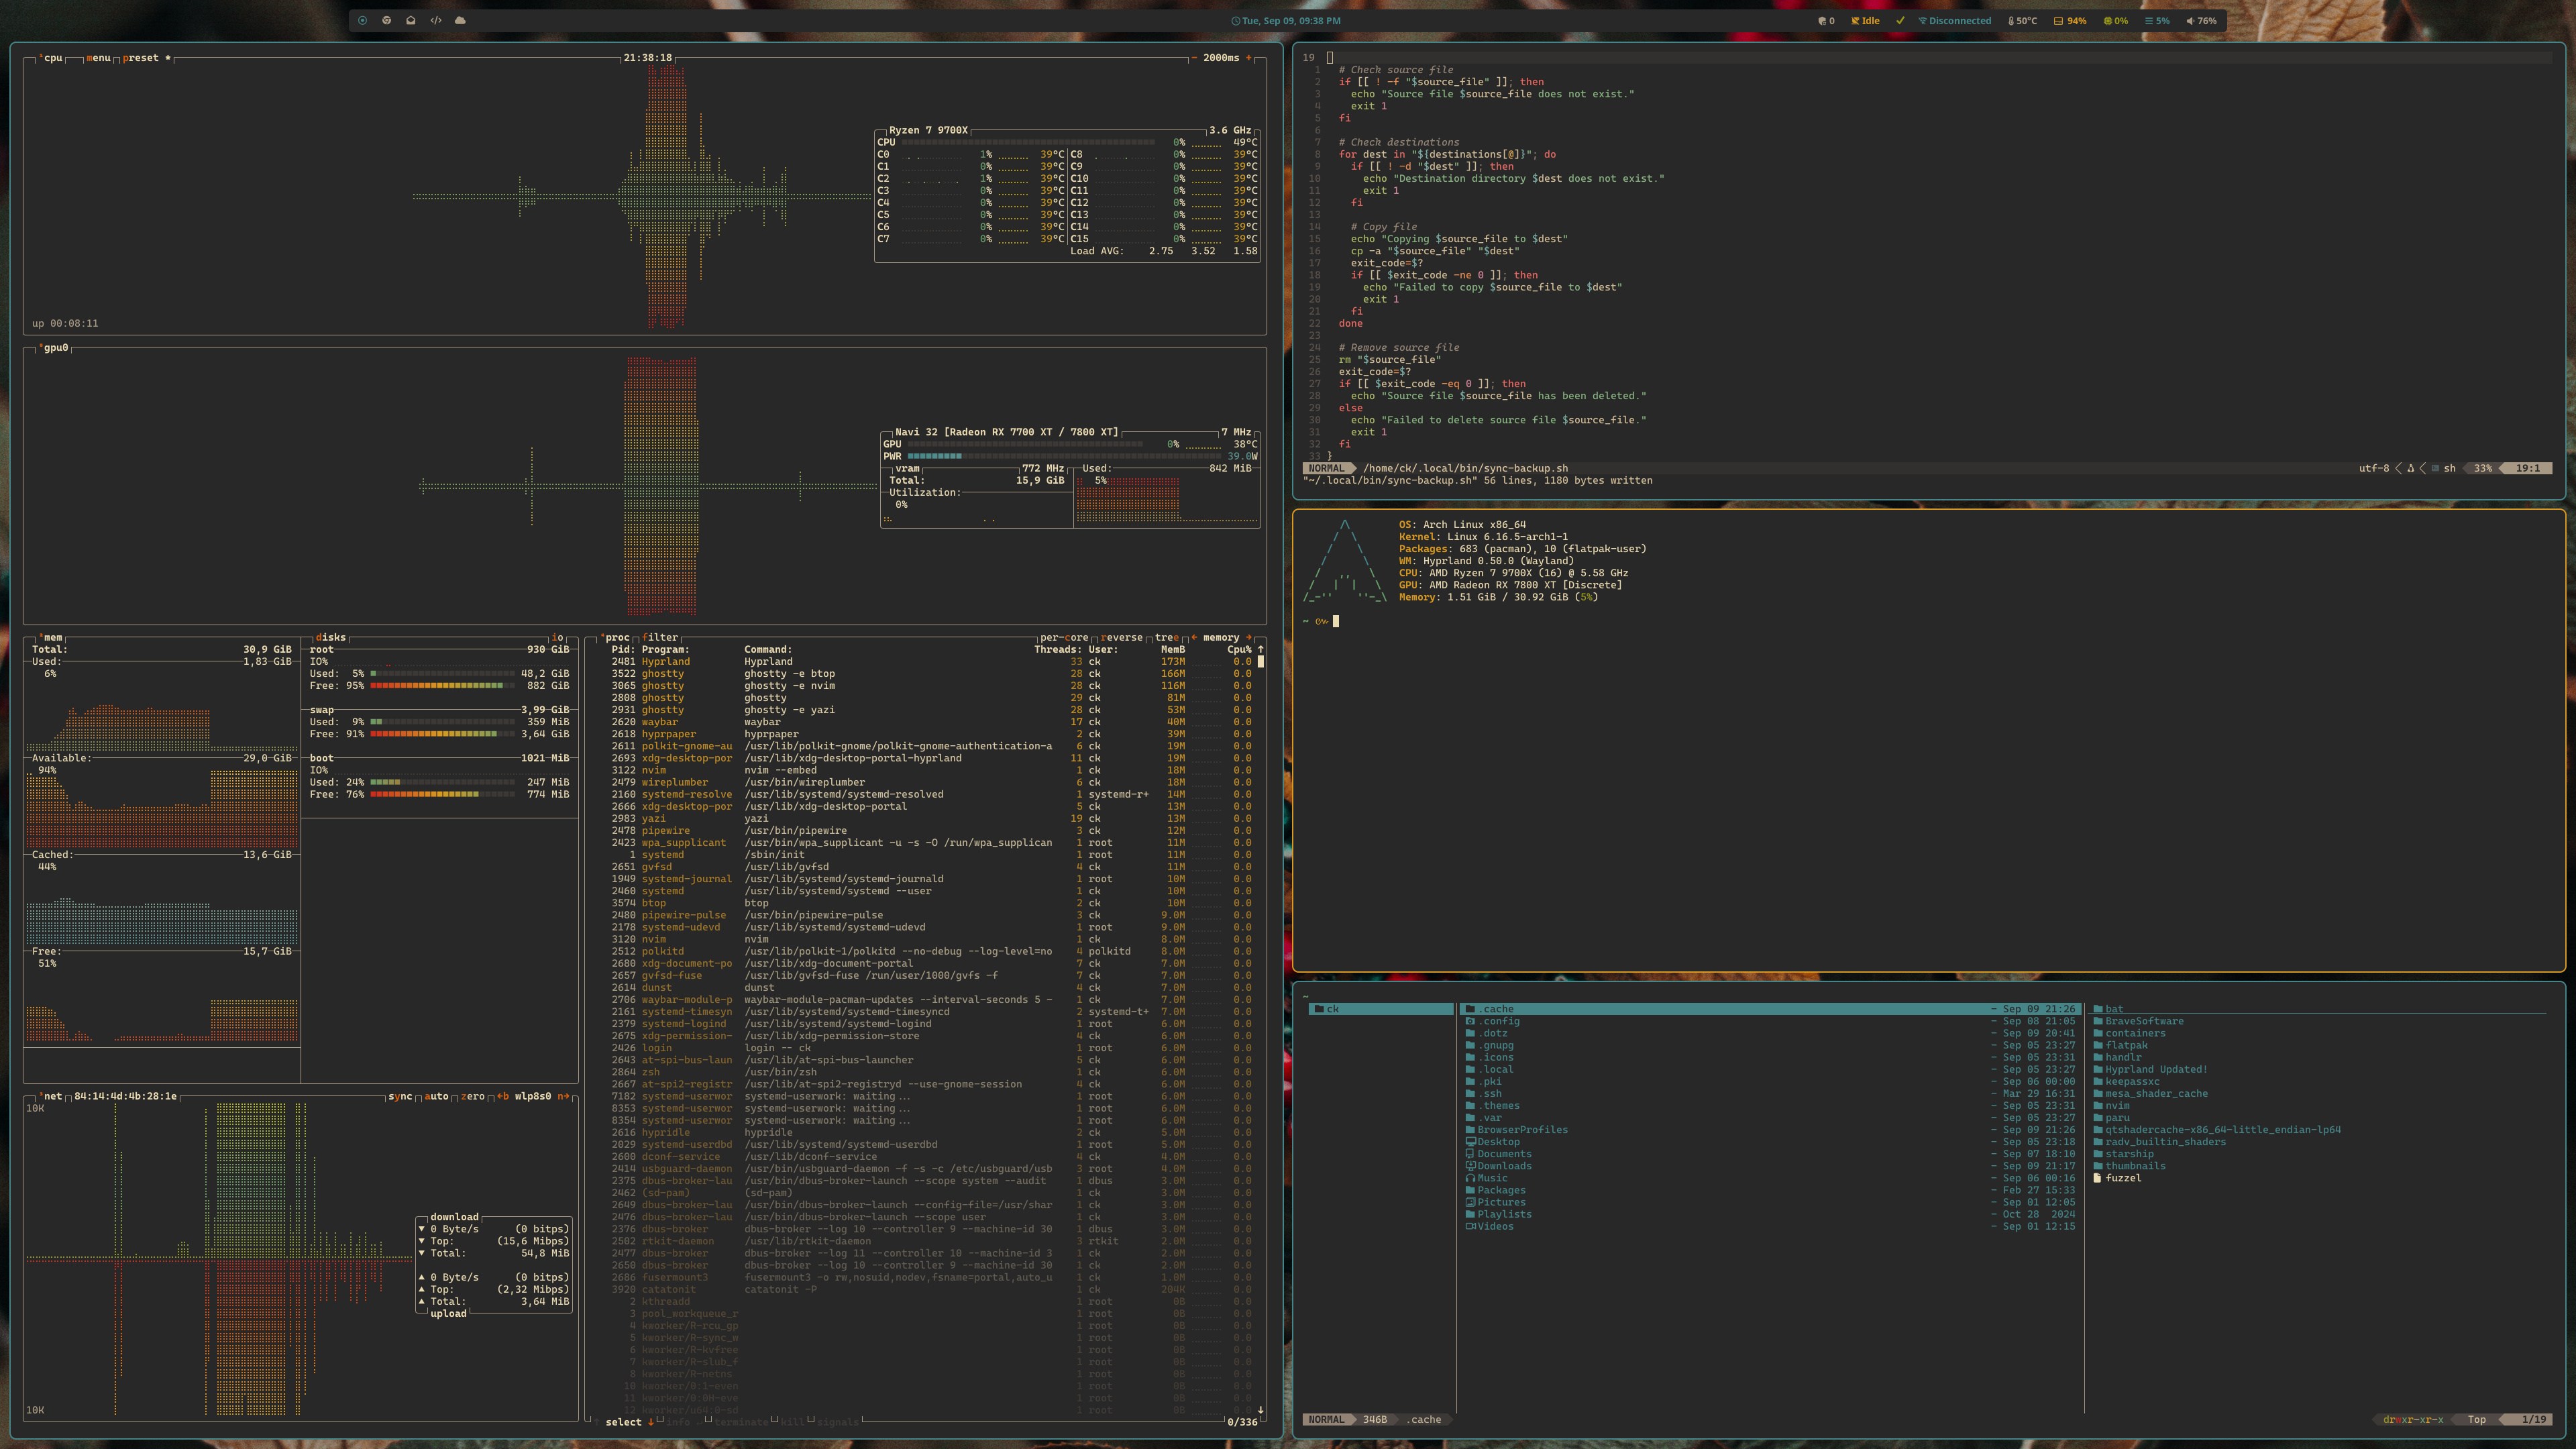 Tue, Sep 09, 09:38 PM
0 Idle Disconnected 50°C 94% 0% 5% 76%
cpu menu preset * 21:38:18 - 2000ms +
Ryzen 7 9700X 3.6 GHz
CPU 0% 49°C
C0 1% 39°C C8 0% 39°C
C1 0% 39°C C9 0% 39°C
C2 1% 39°C C10 0% 39°C
C3 0% 39°C C11 0% 39°C
C4 0% 39°C C12 0% 39°C
C5 0% 39°C C13 0% 39°C
C6 0% 39°C C14 0% 39°C
C7 0% 39°C C15 0% 39°C
Load AVG: 2.75 3.52 1.58
up 00:08:11
gpu0
Navi 32 [Radeon RX 7700 XT / 7800 XT] 7 MHz
GPU 0% 38°C
PWR 39.0W
vram 772 MHz Used: 842 MiB
Total: 15,9 GiB 5%
Utilization:
0%
mem
Total: 30,9 GiB
Used: 1,83 GiB
6%
Available: 29,0 GiB
94%
Cached: 13,6 GiB
44%
Free: 15,7 GiB
51%
disks io
root 930 GiB
IO%
Used: 5% 48,2 GiB
Free: 95% 882 GiB
swap 3,99 GiB
Used: 9% 359 MiB
Free: 91% 3,64 GiB
boot 1021 MiB
IO%
Used: 24% 247 MiB
Free: 76% 774 MiB
net 84:14:4d:4b:28:1e sync auto zero ←b wlp8s0 n→
10K
download
▼ 0 Byte/s (0 bitps)
▼ Top: (15,6 Mibps)
▼ Total: 54,8 MiB
▲ 0 Byte/s (0 bitps)
▲ Top: (2,32 Mibps)
▲ Total: 3,64 MiB
upload
10K
proc filter per-core reverse tree ← memory →
Pid: Program: Command: Threads: User: MemB Cpu% ↑
2481 Hyprland Hyprland 33 ck 173M 0.0
3522 ghostty ghostty -e btop 28 ck 166M 0.0
3065 ghostty ghostty -e nvim 28 ck 116M 0.0
2808 ghostty ghostty 29 ck 81M 0.0
2931 ghostty ghostty -e yazi 28 ck 53M 0.0
2620 waybar waybar 17 ck 40M 0.0
2618 hyprpaper hyprpaper 2 ck 39M 0.0
2611 polkit-gnome-au /usr/lib/polkit-gnome/polkit-gnome-authentication-a 6 ck 19M 0.0
2693 xdg-desktop-por /usr/lib/xdg-desktop-portal-hyprland 11 ck 19M 0.0
3122 nvim nvim --embed 1 ck 18M 0.0
2479 wireplumber /usr/bin/wireplumber 6 ck 18M 0.0
2160 systemd-resolve /usr/lib/systemd/systemd-resolved 1 systemd-r+ 14M 0.0
2666 xdg-desktop-por /usr/lib/xdg-desktop-portal 5 ck 13M 0.0
2983 yazi yazi 19 ck 13M 0.0
2478 pipewire /usr/bin/pipewire 3 ck 12M 0.0
2423 wpa_supplicant /usr/bin/wpa_supplicant -u -s -O /run/wpa_supplican 1 root 11M 0.0
1 systemd /sbin/init 1 root 11M 0.0
2651 gvfsd /usr/lib/gvfsd 4 ck 11M 0.0
1949 systemd-journal /usr/lib/systemd/systemd-journald 1 root 10M 0.0
2460 systemd /usr/lib/systemd/systemd --user 1 ck 10M 0.0
3574 btop btop 2 ck 10M 0.0
2480 pipewire-pulse /usr/bin/pipewire-pulse 3 ck 9.0M 0.0
2178 systemd-udevd /usr/lib/systemd/systemd-udevd 1 root 9.0M 0.0
3120 nvim nvim 1 ck 8.0M 0.0
2512 polkitd /usr/lib/polkit-1/polkitd --no-debug --log-level=no 4 polkitd 8.0M 0.0
2680 xdg-document-po /usr/lib/xdg-document-portal 7 ck 7.0M 0.0
2657 gvfsd-fuse /usr/lib/gvfsd-fuse /run/user/1000/gvfs -f 7 ck 7.0M 0.0
2614 dunst dunst 4 ck 7.0M 0.0
2706 waybar-module-p waybar-module-pacman-updates --interval-seconds 5 - 1 ck 7.0M 0.0
2161 systemd-timesyn /usr/lib/systemd/systemd-timesyncd 2 systemd-t+ 7.0M 0.0
2379 systemd-logind /usr/lib/systemd/systemd-logind 1 root 6.0M 0.0
2675 xdg-permission- /usr/lib/xdg-permission-store 4 ck 6.0M 0.0
2426 login login -- ck 1 root 6.0M 0.0
2643 at-spi-bus-laun /usr/lib/at-spi-bus-launcher 5 ck 6.0M 0.0
2864 zsh /usr/bin/zsh 1 ck 6.0M 0.0
2667 at-spi2-registr /usr/lib/at-spi2-registryd --use-gnome-session 4 ck 6.0M 0.0
7182 systemd-userwor systemd-userwork: waiting... 1 root 6.0M 0.0
8353 systemd-userwor systemd-userwork: waiting... 1 root 6.0M 0.0
8354 systemd-userwor systemd-userwork: waiting... 1 root 6.0M 0.0
2616 hypridle hypridle 2 ck 5.0M 0.0
2029 systemd-userdbd /usr/lib/systemd/systemd-userdbd 1 root 5.0M 0.0
2600 dconf-service /usr/lib/dconf-service 4 ck 4.0M 0.0
2414 usbguard-daemon /usr/bin/usbguard-daemon -f -s -c /etc/usbguard/usb 3 root 4.0M 0.0
2375 dbus-broker-lau /usr/bin/dbus-broker-launch --scope system --audit 1 dbus 3.0M 0.0
2462 (sd-pam) (sd-pam) 1 ck 3.0M 0.0
2649 dbus-broker-lau /usr/bin/dbus-broker-launch --config-file=/usr/shar 1 ck 3.0M 0.0
2476 dbus-broker-lau /usr/bin/dbus-broker-launch --scope user 1 ck 3.0M 0.0
2376 dbus-broker dbus-broker --log 10 --controller 9 --machine-id 30 1 dbus 3.0M 0.0
2502 rtkit-daemon /usr/lib/rtkit-daemon 3 rtkit 2.0M 0.0
2477 dbus-broker dbus-broker --log 11 --controller 10 --machine-id 3 1 ck 2.0M 0.0
2650 dbus-broker dbus-broker --log 10 --controller 9 --machine-id 30 1 ck 2.0M 0.0
2686 fusermount3 fusermount3 -o rw,nosuid,nodev,fsname=portal,auto_u 1 ck 1.0M 0.0
3920 catatonit catatonit -P 1 ck 204K 0.0
2 kthreadd 1 root 0B 0.0
3 pool_workqueue_r 1 root 0B 0.0
4 kworker/R-rcu_gp 1 root 0B 0.0
5 kworker/R-sync_w 1 root 0B 0.0
6 kworker/R-kvfree 1 root 0B 0.0
7 kworker/R-slub_f 1 root 0B 0.0
8 kworker/R-netns 1 root 0B 0.0
10 kworker/0:1-even 1 root 0B 0.0
11 kworker/0:0H-eve 1 root 0B 0.0
12 kworker/u64:0-sd 1 root 0B 0.0
↑ select ↓ info terminate kill signals 0/336
19
1 # Check source file
2 if [[ ! -f "$source_file" ]]; then
3 echo "Source file $source_file does not exist."
4 exit 1
5 fi
6
7 # Check destinations
8 for dest in "${destinations[@]}"; do
9 if [[ ! -d "$dest" ]]; then
10 echo "Destination directory $dest does not exist."
11 exit 1
12 fi
13
14 # Copy file
15 echo "Copying $source_file to $dest"
16 cp -a "$source_file" "$dest"
17 exit_code=$?
18 if [[ $exit_code -ne 0 ]]; then
19 echo "Failed to copy $source_file to $dest"
20 exit 1
21 fi
22 done
23
24 # Remove source file
25 rm "$source_file"
26 exit_code=$?
27 if [[ $exit_code -eq 0 ]]; then
28 echo "Source file $source_file has been deleted."
29 else
30 echo "Failed to delete source file $source_file."
31 exit 1
32 fi
33 }
NORMAL /home/ck/.local/bin/sync-backup.sh utf-8 sh 33% 19:1
"~/.local/bin/sync-backup.sh" 56 lines, 1180 bytes written
OS: Arch Linux x86_64
Kernel: Linux 6.16.5-arch1-1
Packages: 683 (pacman), 10 (flatpak-user)
WM: Hyprland 0.50.0 (Wayland)
CPU: AMD Ryzen 7 9700X (16) @ 5.58 GHz
GPU: AMD Radeon RX 7800 XT [Discrete]
Memory: 1.51 GiB / 30.92 GiB (5%)
~
~
ck
.cache - Sep 09 21:26
.config - Sep 08 21:05
.dotz - Sep 09 20:41
.gnupg - Sep 05 23:27
.icons - Sep 05 23:31
.local - Sep 05 23:27
.pki - Sep 06 00:00
.ssh - Mar 29 16:31
.themes - Sep 05 23:31
.var - Sep 05 23:27
BrowserProfiles - Sep 09 21:26
Desktop - Sep 05 23:18
Documents - Sep 07 18:10
Downloads - Sep 09 21:17
Music - Sep 06 00:16
Packages - Feb 27 15:33
Pictures - Sep 01 12:05
Playlists - Oct 28 2024
Videos - Sep 01 12:15
bat
BraveSoftware
containers
flatpak
handlr
Hyprland Updated!
keepassxc
mesa_shader_cache
nvim
paru
qtshadercache-x86_64-little_endian-lp64
radv_builtin_shaders
starship
thumbnails
fuzzel
NORMAL 346B .cache drwxr-xr-x Top 1/19